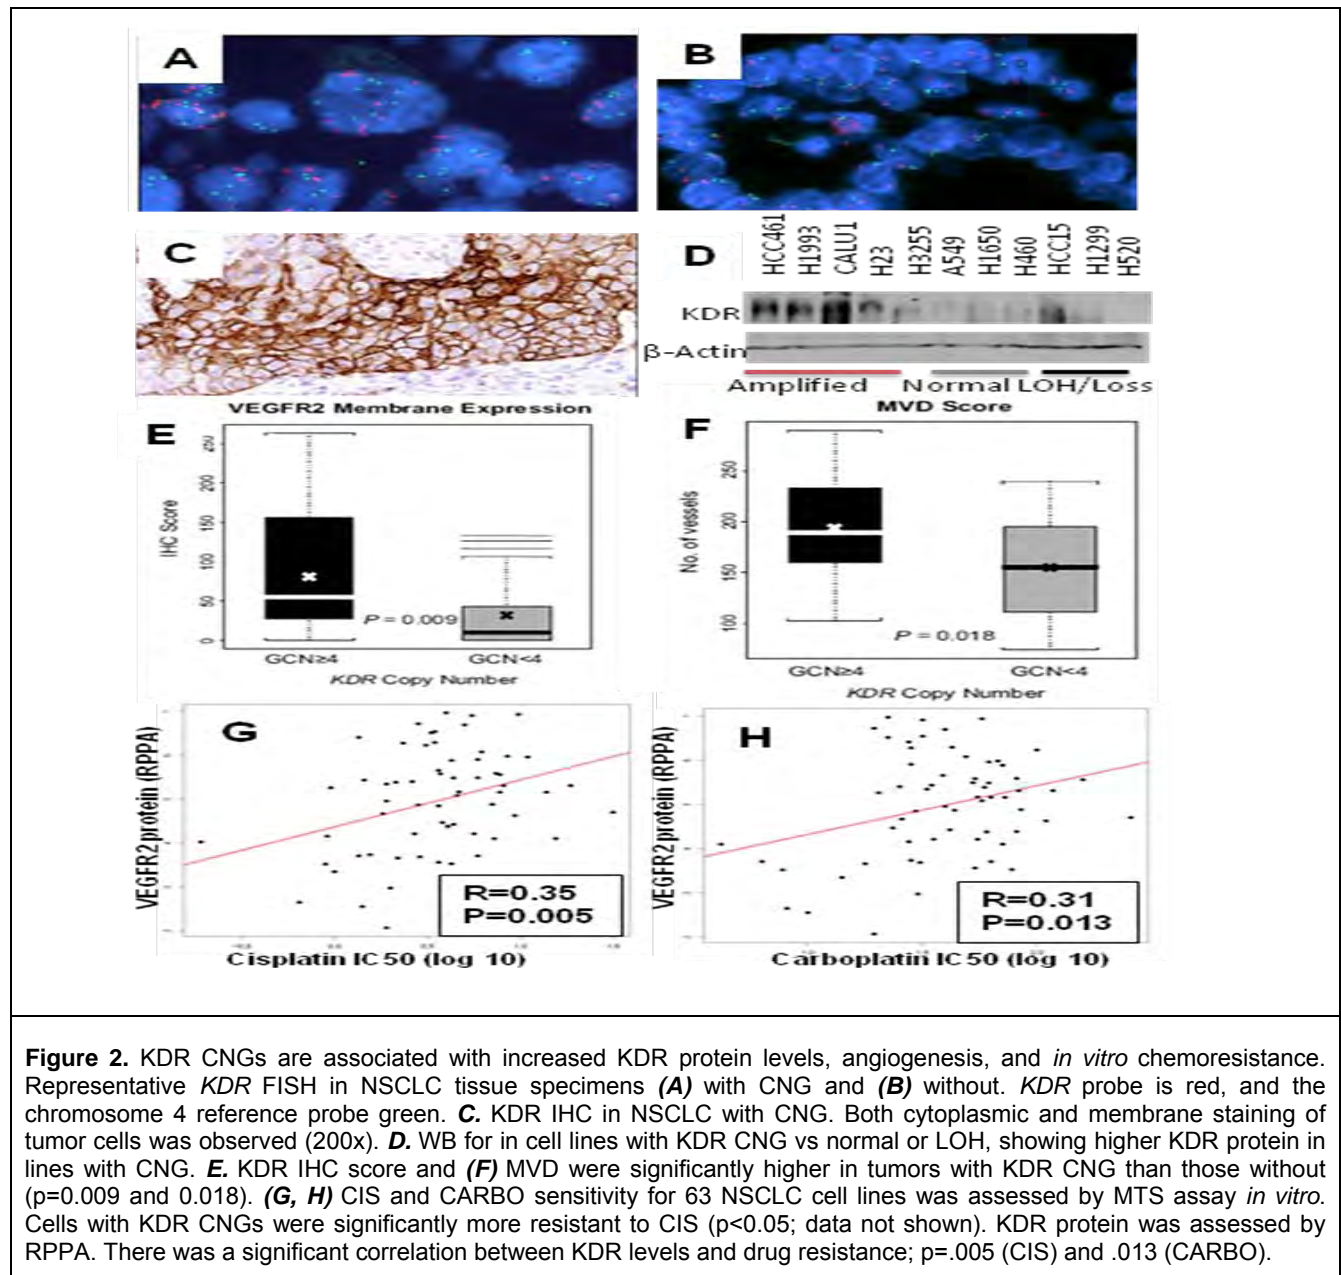 A
B
C
D
HCC461
H1993
CALU1
H23
H3255
A549
H1650
H460
HCC15
H1299
H520
KDR
β-Actin
Amplified
Normal
LOH/Loss
VEGFR2 Membrane Expression
MVD Score
E
F
IHC Score
250
200
150
100
50
0
P = 0.009
GCN≥4
GCN<4
KDR Copy Number
No. of vessels
250
200
150
100
P = 0.018
GCN≥4
GCN<4
KDR Copy Number
G
H
VEGFR2 protein (RPPA)
R=0.35
P=0.005
Cisplatin IC50 (log 10)
VEGFR2 protein (RPPA)
R=0.31
P=0.013
Carboplatin IC50 (log 10)
Figure 2. KDR CNGs are associated with increased KDR protein levels, angiogenesis, and in vitro chemoresistance.
Representative KDR FISH in NSCLC tissue specimens (A) with CNG and (B) without. KDR probe is red, and the
chromosome 4 reference probe green. C. KDR IHC in NSCLC with CNG. Both cytoplasmic and membrane staining of
tumor cells was observed (200x). D. WB for in cell lines with KDR CNG vs normal or LOH, showing higher KDR protein in
lines with CNG. E. KDR IHC score and (F) MVD were significantly higher in tumors with KDR CNG than those without
(p=0.009 and 0.018). (G, H) CIS and CARBO sensitivity for 63 NSCLC cell lines was assessed by MTS assay in vitro.
Cells with KDR CNGs were significantly more resistant to CIS (p<0.05; data not shown). KDR protein was assessed by
RPPA. There was a significant correlation between KDR levels and drug resistance; p=.005 (CIS) and .013 (CARBO).